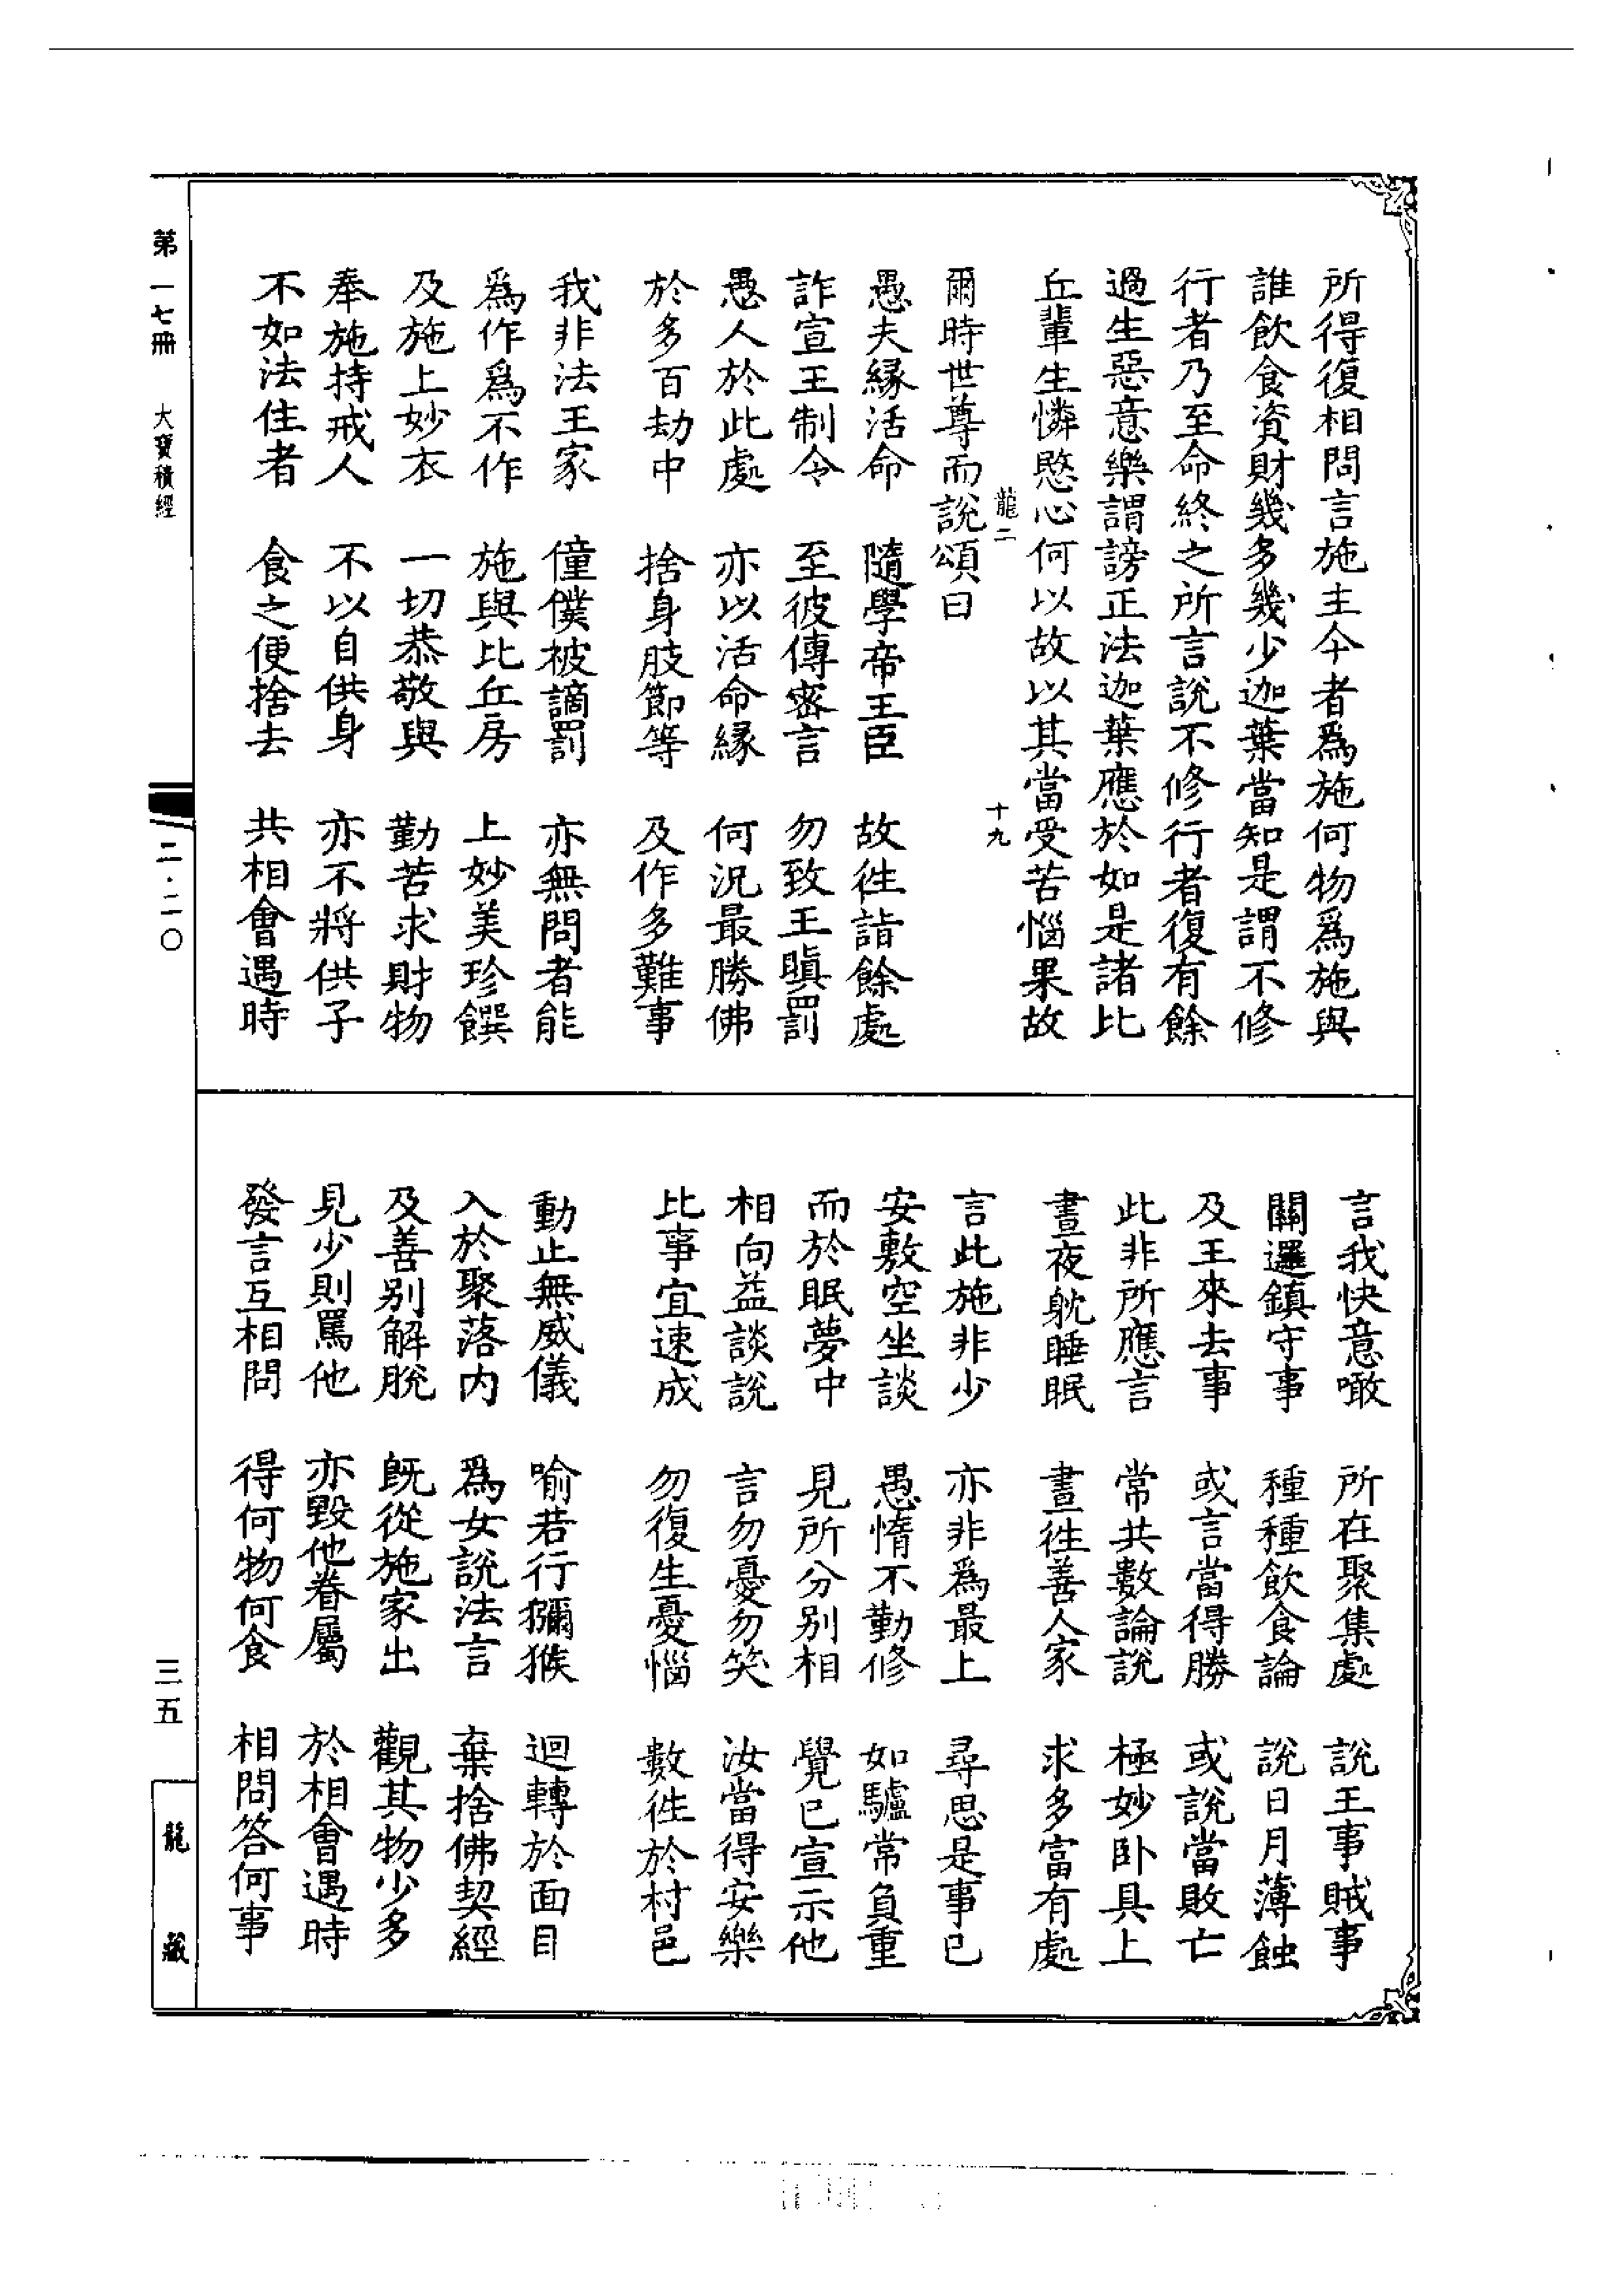 所得復相問言施主今者爲施何物爲施與
誰飲食資財幾多幾少迦葉當知是謂不修
行者乃至命終之所言說不修行者復有餘
過生惡意樂謂謗正法迦葉應於如是諸比
丘輩生憐愍心何以故以其當受苦惱果故
龍二 十九
爾時世尊而說頌曰
愚夫緣活命 隨學帝王臣 故往詣餘處
詐宣王制令 至彼傳密言 勿致王瞋罰
愚人於此處 亦以活命緣 何況最勝佛
於多百劫中 捨身肢節等 及作多難事
我非法王家 僮僕被謫罰 亦無問者能
爲作爲不作 施與比丘房 上妙美珍饌
及施上妙衣 一切恭敬與 勤苦求財物
奉施持戒人 不以自供身 亦不將供子
不如法住者 食之便捨去 共相會遇時
言我快意噉 所在聚集處 說王事賊事
關邏鎮守事 種種飲食論 說日月薄蝕
及王來去事 或言當得勝 或說當敗亡
此非所應言 常共數論說 極妙卧具上
晝夜躭睡眠 晝往善人家 求多富有處
言此施非少 亦非爲最上 尋思是事已
安敷空坐談 愚惰不勤修 如驢常負重
而於眠夢中 見所分別相 覺已宣示他
相向益談說 言勿憂勿笑 汝當得安樂
比事宜速成 勿復生憂惱 數往於村邑
動止無威儀 喻若行獼猴 迴轉於面目
入於聚落內 爲女說法言 棄捨佛契經
及善別解脫 既從施家出 觀其物少多
見少則罵他 亦毀他眷屬 於相會遇時
發言互相問 得何物何食 相問答何事
第一七冊 大寶積經 二·二〇 三五 龍藏